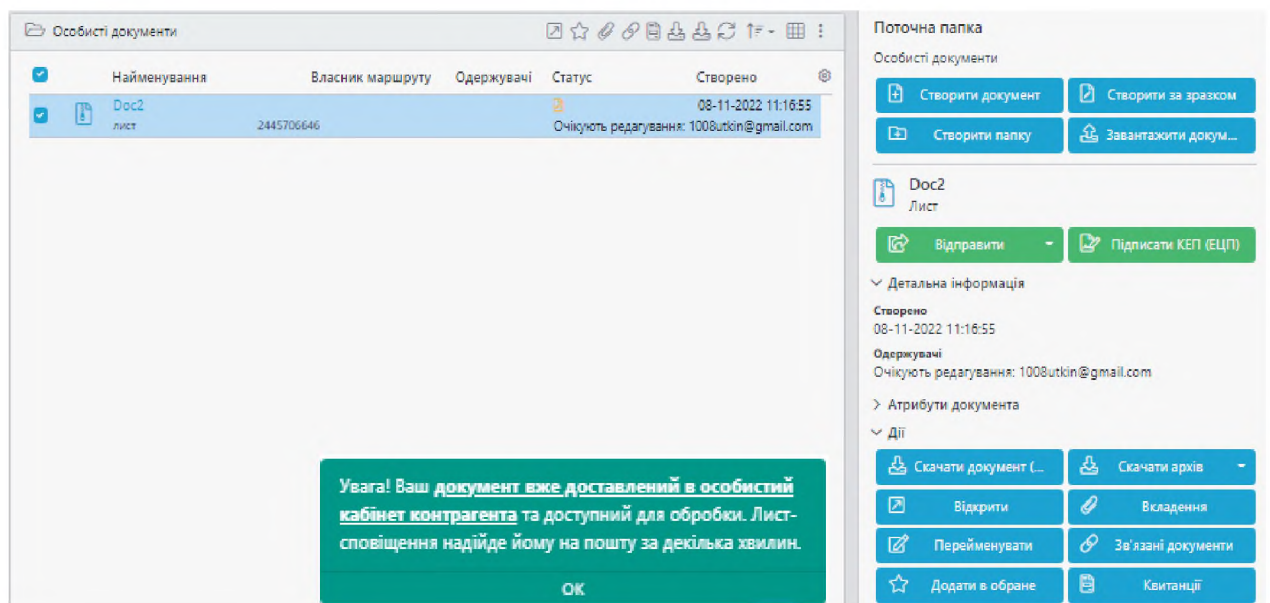 Особисті документи
Найменування Власник маршруту Одержувачі Статус Створено
Doc2 08-11-2022 11:16:55
лист 2445706646 Очікують редагування: 1008utkin@gmail.com
Увага! Ваш документ вже доставлений в особистий
кабінет контрагента та доступний для обробки. Лист-
сповіщення надійде йому на пошту за декілька хвилин.
ОК
Поточна папка
Особисті документи
Створити документ Створити за зразком
Створити папку Завантажити докум...
Doc2
Лист
Відправити Підписати КЕП (ЕЦП)
Детальна інформація
Створено
08-11-2022 11:16:55
Одержувачі
Очікують редагування: 1008utkin@gmail.com
Атрибути документа
Дії
Скачати документ (... Скачати архів
Відкрити Вкладення
Перейменувати Зв'язані документи
Додати в обране Квитанції